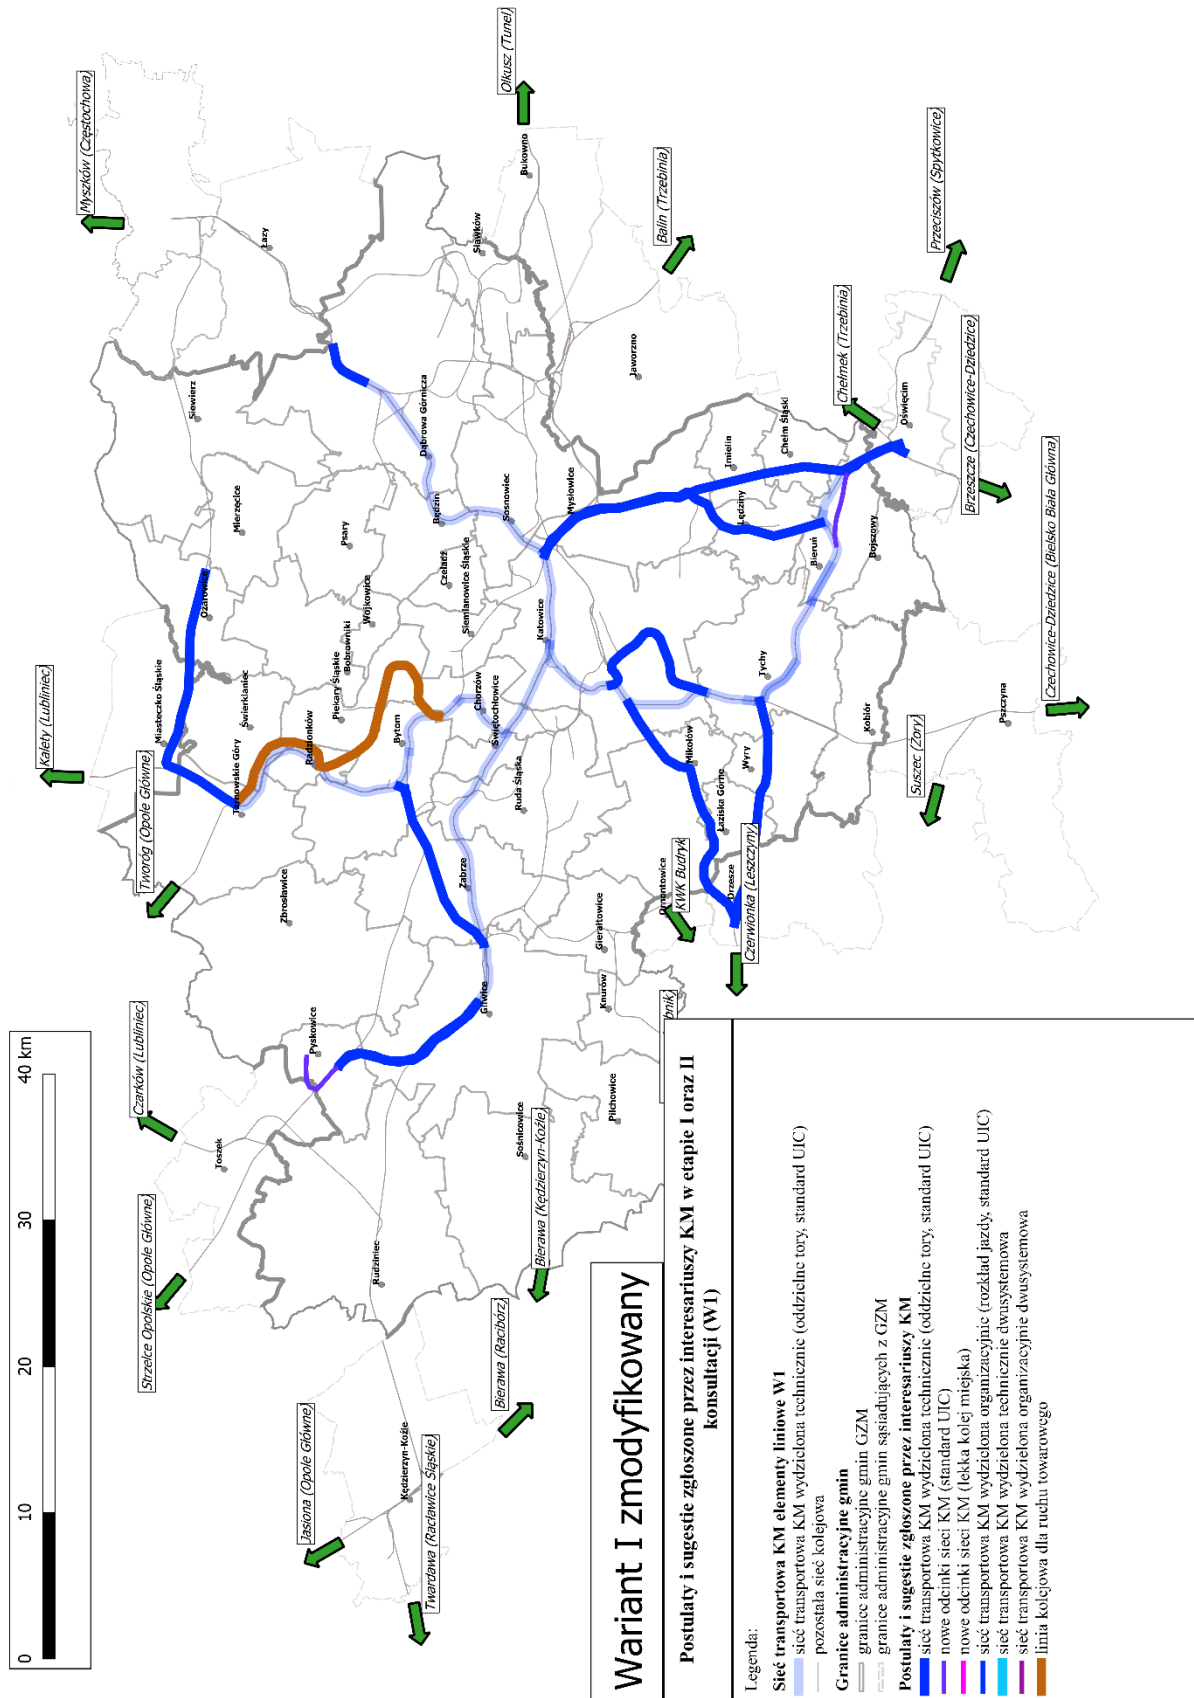 Wariant I zmodyfikowany
Postulaty i sugestie zgłoszone przez interesariuszy KM w etapie I oraz II
konsultacji (W1)
Legenda:
Sieć transportowa KM elementy liniowe W1
sieć transportowa KM wydzielona technicznie (oddzielne tory, standard UIC)
pozostała sieć kolejowa
Granice administracyjne gmin
granice administracyjne gmin GZM
granice administracyjne gmin sąsiadujących z GZM
Postulaty i sugestie zgłoszone przez interesariuszy KM
sieć transportowa KM wydzielona technicznie (oddzielne tory, standard UIC)
nowe odcinki sieci KM (standard UIC)
nowe odcinki sieci KM (lekka kolej miejska)
sieć transportowa KM wydzielona organizacyjnie (rozkład jazdy, standard UIC)
sieć transportowa KM wydzielona technicznie dwusystemowa
sieć transportowa KM wydzielona organizacyjnie dwusystemowa
linia kolejowa dla ruchu towarowego
0
10
20
30
40 km
Kalety (Lubliniec)
Myszków (Częstochowa)
Olkusz (Tunel)
Balin (Trzebinia)
Przeciszów (Spytkowice)
Chełmek (Trzebinia)
Brzeszcze (Czechowice-Dziedzice)
Czechowice-Dziedzice (Bielsko Biała Główna)
Suszec (Żory)
Czerwionka (Leszczyny)
KWK Budryk
Bierawa (Kędzierzyn-Koźle)
Bierawa (Racibórz)
Twardawa (Racławice Śląskie)
Jasiona (Opole Główne)
Strzelce Opolskie (Opole Główne)
Czarków (Lubliniec)
Tworóg (Opole Główne)
Miasteczko Śląskie
Ożarowice
Tarnowskie Góry
Świerklaniec
Mierzęcice
Siewierz
Łazy
Radzionków
Piekary Śląskie
Bobrowniki
Wojkowice
Psary
Bytom
Zbrosławice
Pyskowice
Toszek
Rudziniec
Kędzierzyn-Koźle
Sośnicowice
Pilchowice
Knurów
Gierałtowice
Gliwice
Zabrze
Ruda Śląska
Świętochłowice
Chorzów
Siemianowice Śląskie
Czeladź
Będzin
Dąbrowa Górnicza
Sławków
Bukowno
Sosnowiec
Katowice
Mysłowice
Jaworzno
Imielin
Chełm Śląski
Lędziny
Bieruń
Bojszowy
Oświęcim
Tychy
Kobiór
Pszczyna
Mikołów
Wyry
Łaziska Górne
Orzesze
Ornontowice